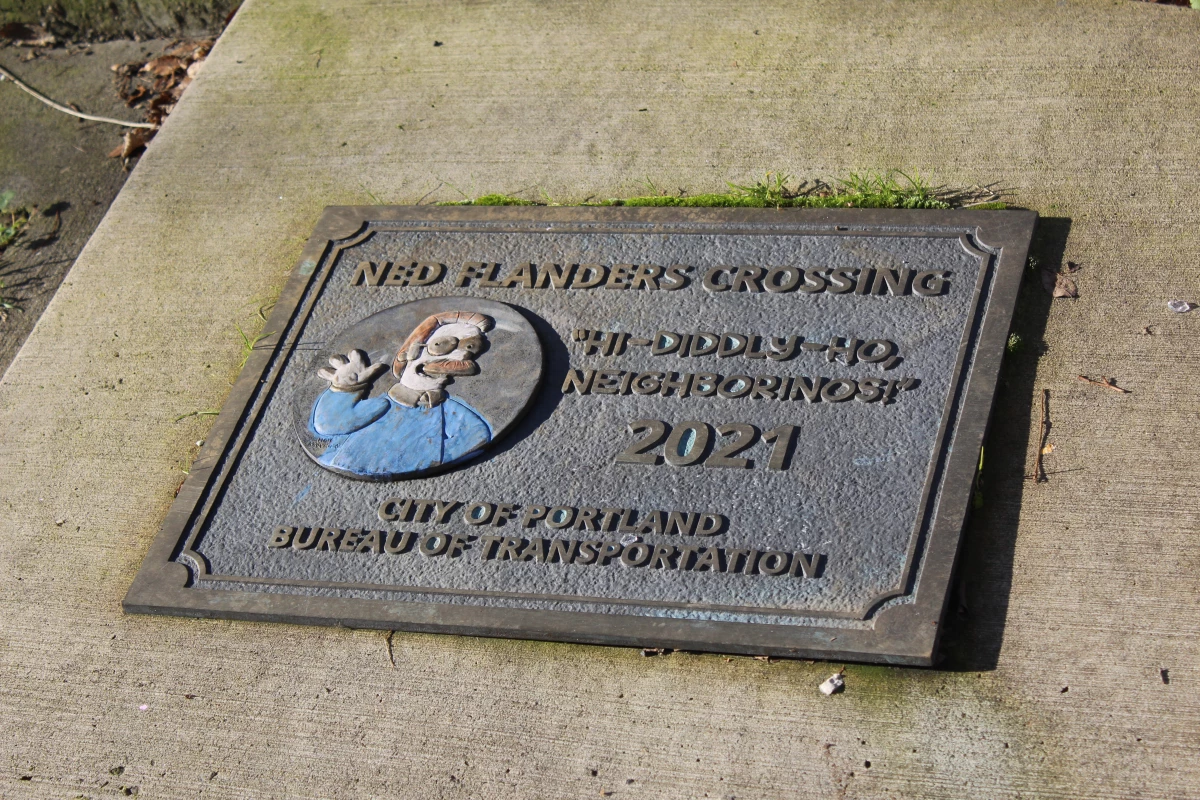 NED FLANDERS CROSSING
"HI-DIDDLY-HO,
NEIGHBORINOS!"
2021
CITY OF PORTLAND
BUREAU OF TRANSPORTATION